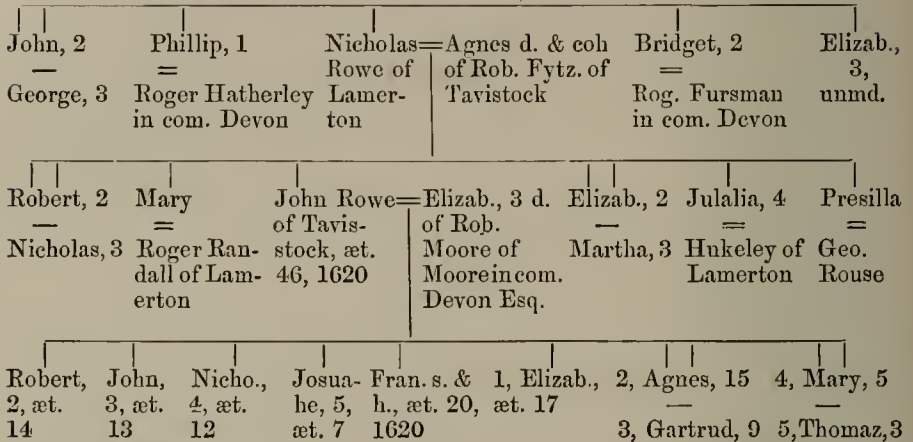 John, 2 Phillip, 1 Nicholas=Agnes d. & coh Bridget, 2 Elizab.,
— = Rowe of of Rob. Fytz. of = 3,
George, 3 Roger Hatherley Lamer- Tavistock Rog. Fursman unmd.
in com. Devon ton in com. Devon
Robert, 2 Mary John Rowe=Elizab., 3 d. Elizab., 2 Julalia, 4 Presilla
— = of Tavis- of Rob. — = =
Nicholas, 3 Roger Ran- stock, æt. Moore of Martha, 3 Hukeley of Geo.
dall of Lam- 46, 1620 Mooreincom. Lamerton Rouse
erton Devon Esq.
Robert, John, Nicho., Josua- Fran. s. & 1, Elizab., 2, Agnes, 15 4, Mary, 5
2, æt. 3, æt. 4, æt. he, 5, h., æt. 20, æt. 17 — —
14 13 12 æt. 7 1620 3, Gartrud, 9 5,Thomaz,3